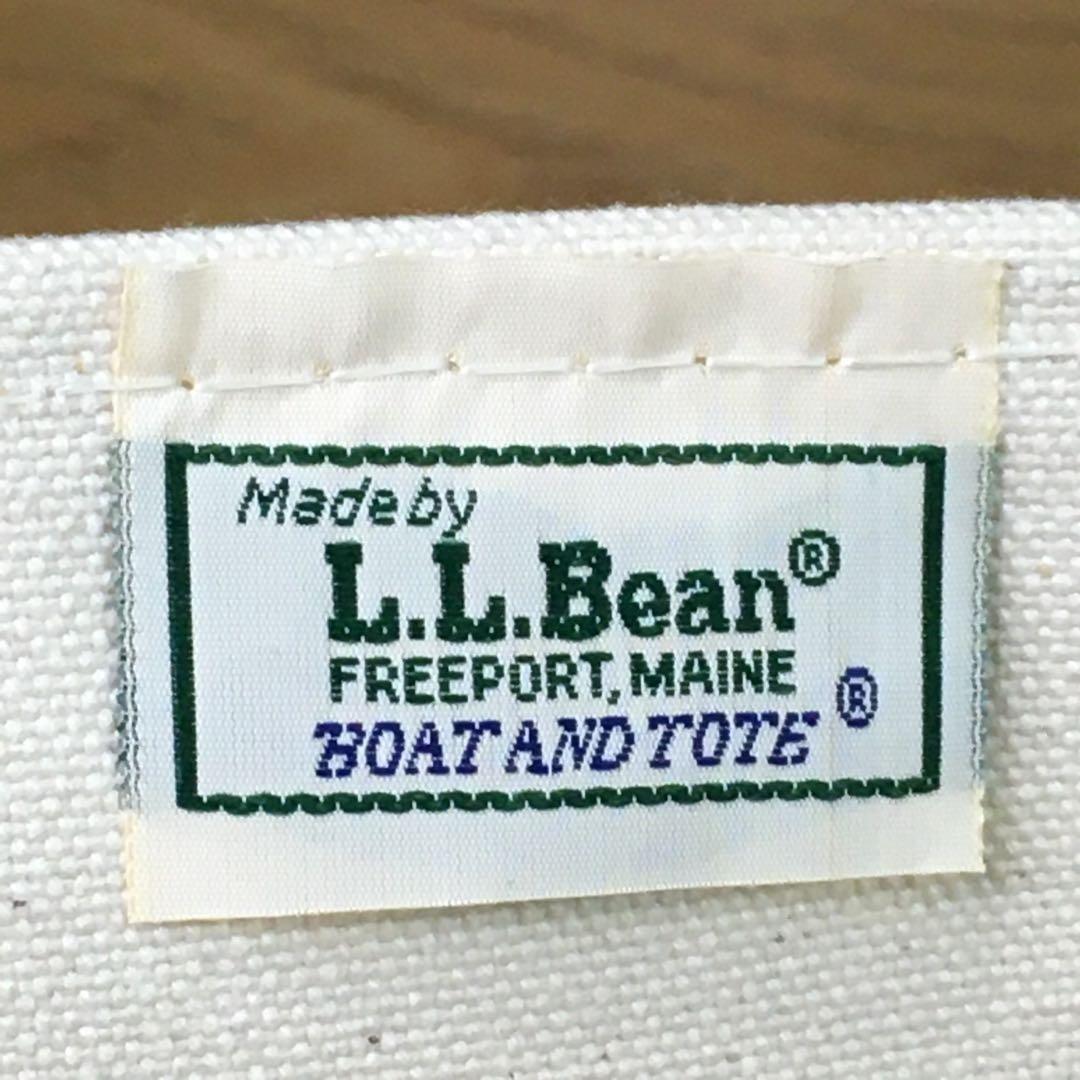 Made by
L.L.Bean®
FREEPORT, MAINE
BOAT AND TOTE ®